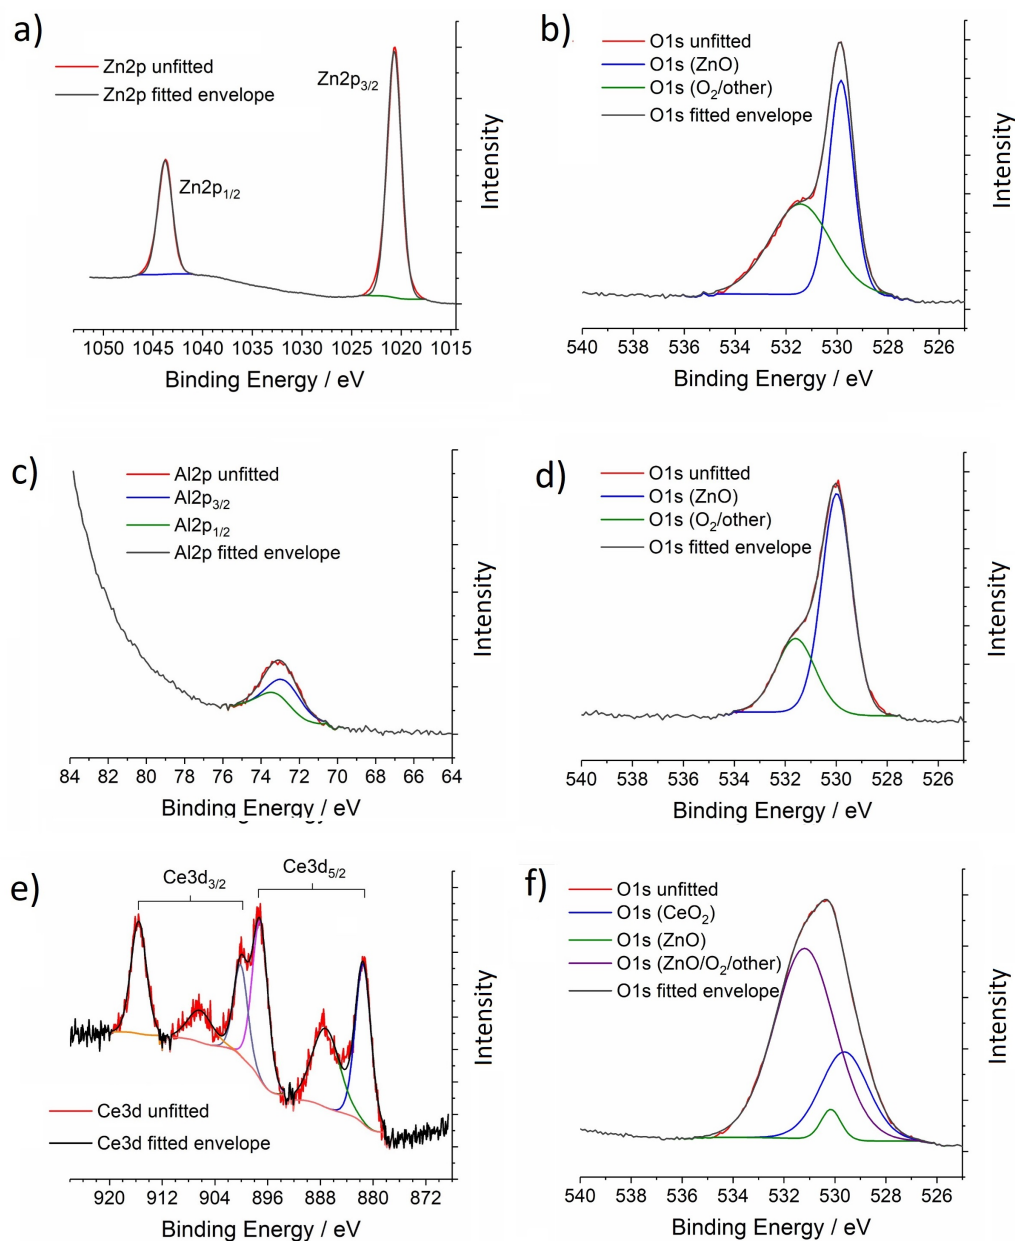 a)
Zn2p unfitted
Zn2p fitted envelope
Zn2p3/2
Zn2p1/2
Intensity
1050 1045 1040 1035 1030 1025 1020 1015
Binding Energy / eV
b)
O1s unfitted
O1s (ZnO)
O1s (O2/other)
O1s fitted envelope
Intensity
540 538 536 534 532 530 528 526
Binding Energy / eV
c)
Al2p unfitted
Al2p3/2
Al2p1/2
Al2p fitted envelope
Intensity
84 82 80 78 76 74 72 70 68 66 64
Binding Energy / eV
d)
O1s unfitted
O1s (ZnO)
O1s (O2/other)
O1s fitted envelope
Intensity
540 538 536 534 532 530 528 526
Binding Energy / eV
e)
Ce3d3/2
Ce3d5/2
Ce3d unfitted
Ce3d fitted envelope
Intensity
920 912 904 896 888 880 872
Binding Energy / eV
f)
O1s unfitted
O1s (CeO2)
O1s (ZnO)
O1s (ZnO/O2/other)
O1s fitted envelope
Intensity
540 538 536 534 532 530 528 526
Binding Energy / eV